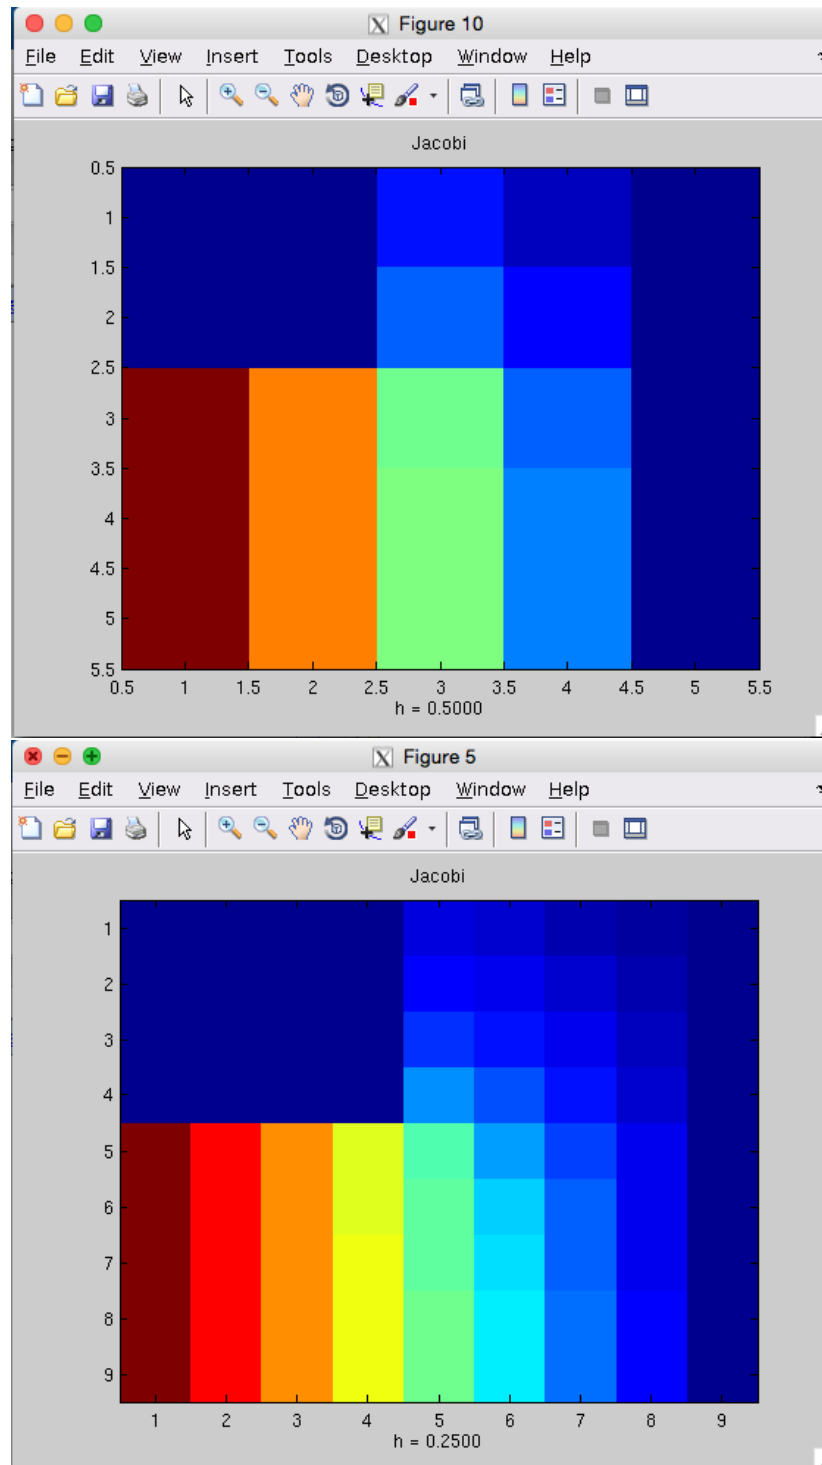 Figure 10
File Edit View Insert Tools Desktop Window Help
Jacobi
0.5
1
1.5
2
2.5
3
3.5
4
4.5
5
5.5
0.5 1 1.5 2 2.5 3 3.5 4 4.5 5 5.5
h = 0.5000
Figure 5
File Edit View Insert Tools Desktop Window Help
Jacobi
1
2
3
4
5
6
7
8
9
1 2 3 4 5 6 7 8 9
h = 0.2500